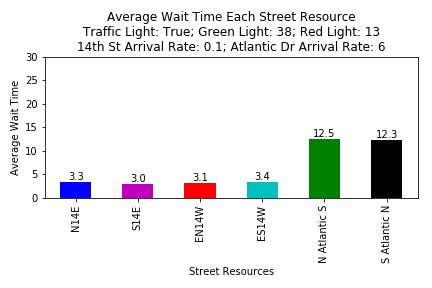 Average Wait Time Each Street Resource
Traffic Light: True; Green Light: 38; Red Light: 13
14th St Arrival Rate: 0.1; Atlantic Dr Arrival Rate: 6
Average Wait Time
30
25
20
15
10
5
0
3.3
3.0
3.1
3.4
12.5
12.3
N14E
S14E
EN14W
ES14W
N Atlantic S
S Atlantic N
Street Resources